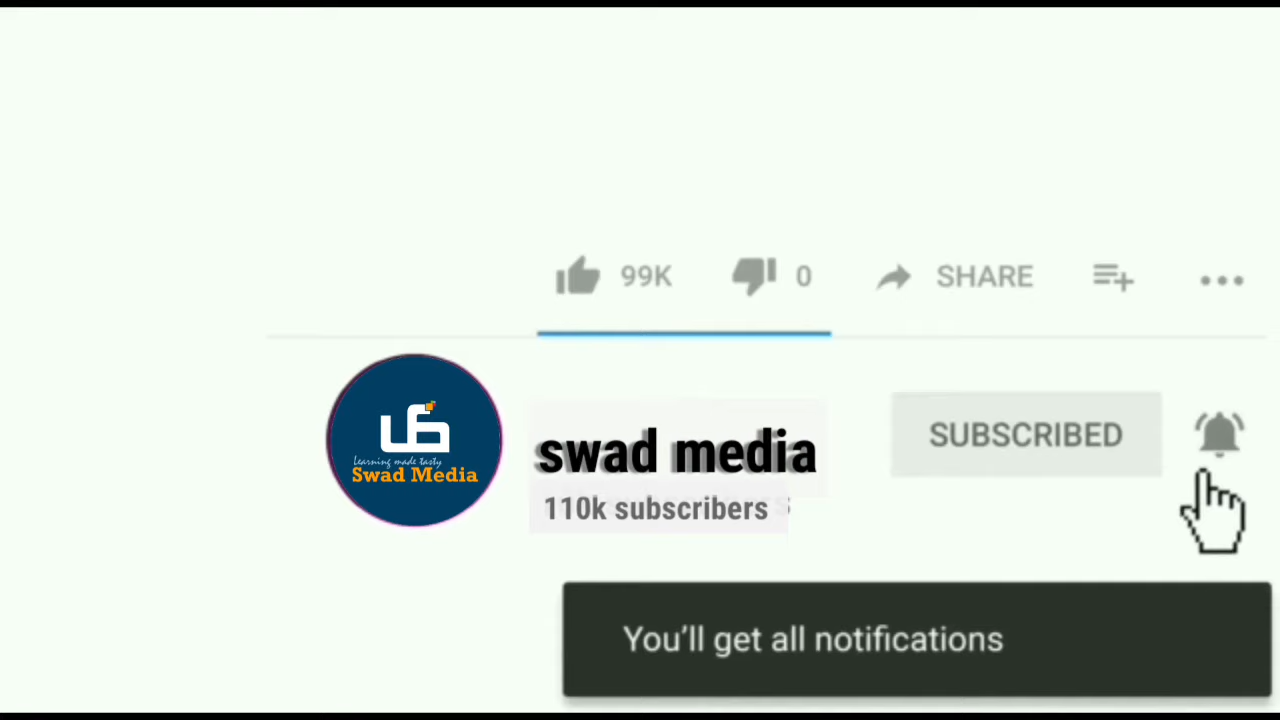 99K 0 SHARE
swad media
SUBSCRIBED
110k subscribers
Learning made tasty
Swad Media
You'll get all notifications